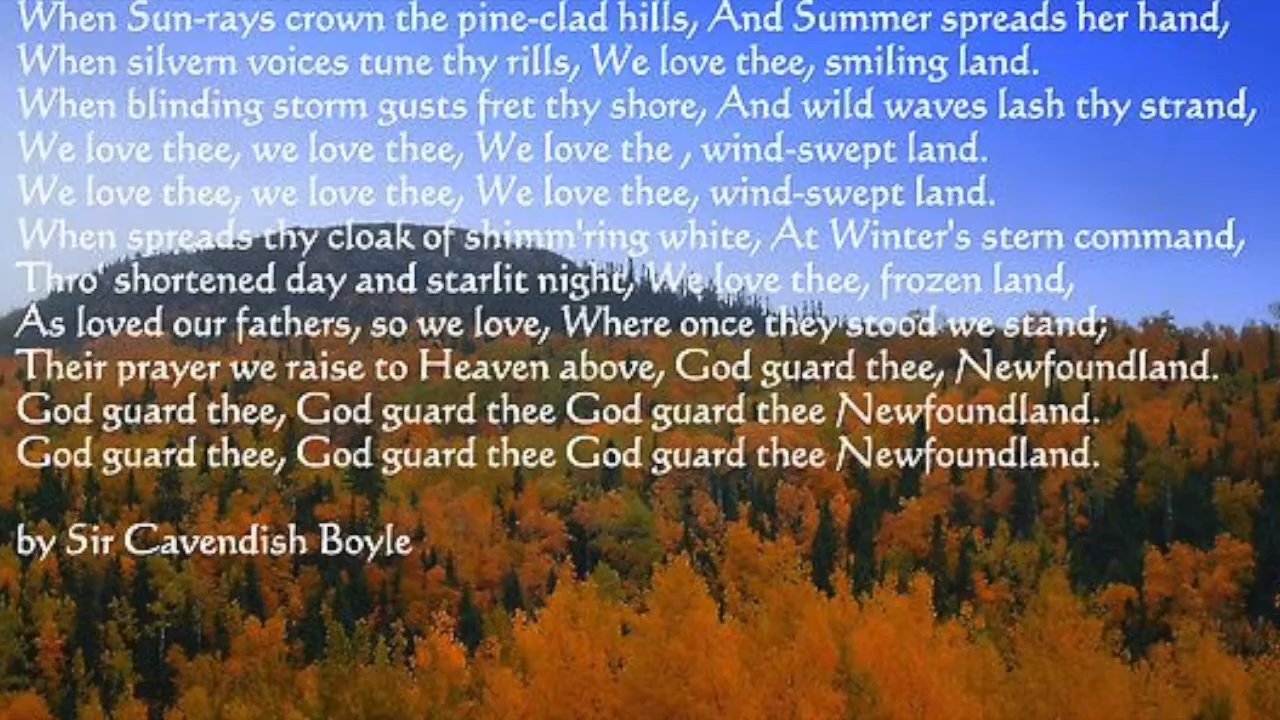 When Sun-rays crown the pine-clad hills, And Summer spreads her hand,
When silvern voices tune thy rills, We love thee, smiling land.
When blinding storm gusts fret thy shore, And wild waves lash thy strand,
We love thee, we love thee, We love the , wind-swept land.
We love thee, we love thee, We love thee, wind-swept land.
When spreads thy cloak of shimm'ring white, At Winter's stern command,
Thro' shortened day and starlit night, We love thee, frozen land,
As loved our fathers, so we love, Where once they stood we stand;
Their prayer we raise to Heaven above, God guard thee, Newfoundland.
God guard thee, God guard thee God guard thee Newfoundland.
God guard thee, God guard thee God guard thee Newfoundland.
by Sir Cavendish Boyle